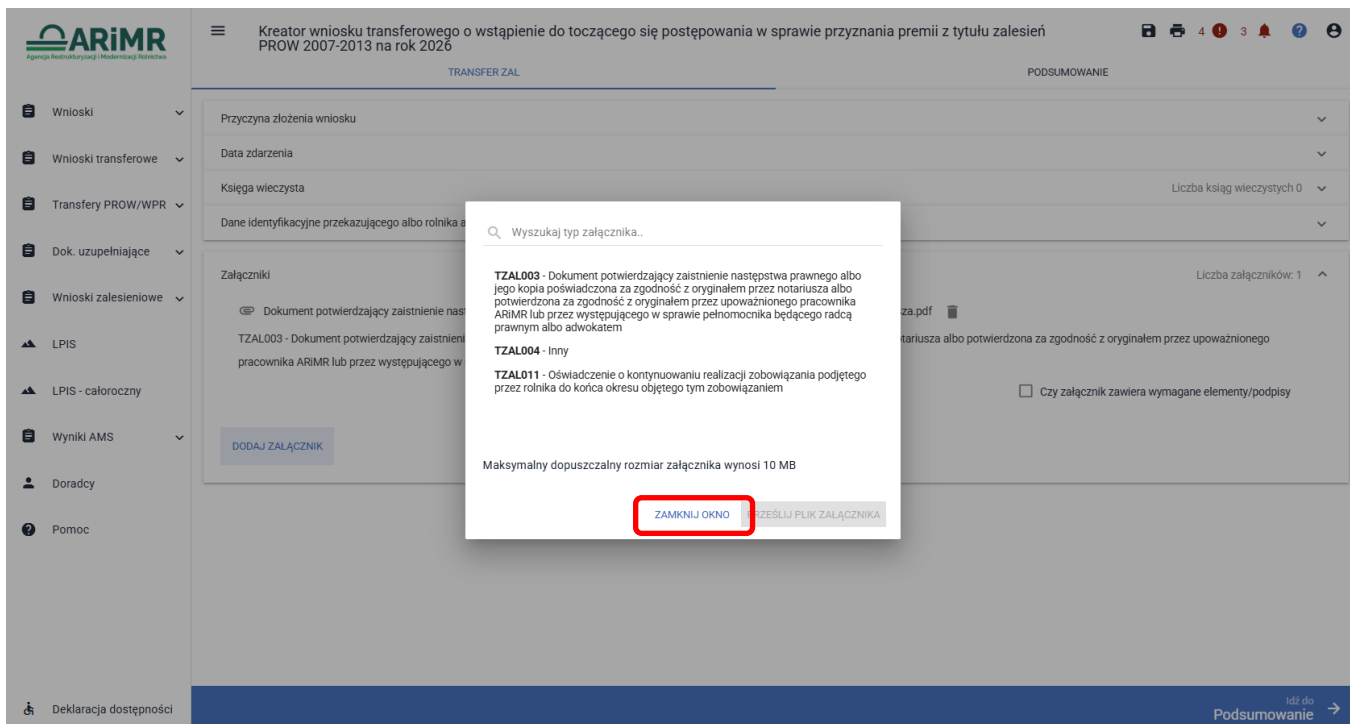 ARiMR
Agencja Restrukturyzacji i Modernizacji Rolnictwa
Kreator wniosku transferowego o wstąpienie do toczącego się postępowania w sprawie przyznania premii z tytułu zalesień
PROW 2007-2013 na rok 2026
4 3
TRANSFER ZAL
PODSUMOWANIE
Wnioski
Wnioski transferowe
Transfery PROW/WPR
Dok. uzupełniające
Wnioski zalesieniowe
LPIS
LPIS - całoroczny
Wyniki AMS
Doradcy
Pomoc
Deklaracja dostępności
Przyczyna złożenia wniosku
Data zdarzenia
Księga wieczysta
Liczba ksiąg wieczystych 0
Dane identyfikacyjne przekazującego albo rolnika a
Załączniki
Liczba załączników: 1
Dokument potwierdzający zaistnienie nas
sza.pdf
TZAL003 - Dokument potwierdzający zaistnieni
otariusza albo potwierdzona za zgodność z oryginałem przez upoważnionego
pracownika ARiMR lub przez występującego w
Czy załącznik zawiera wymagane elementy/podpisy
DODAJ ZAŁĄCZNIK
Wyszukaj typ załącznika..
TZAL003 - Dokument potwierdzający zaistnienie następstwa prawnego albo
jego kopia poświadczona za zgodność z oryginałem przez notariusza albo
potwierdzona za zgodność z oryginałem przez upoważnionego pracownika
ARiMR lub przez występującego w sprawie pełnomocnika będącego radcą
prawnym albo adwokatem
TZAL004 - Inny
TZAL011 - Oświadczenie o kontynuowaniu realizacji zobowiązania podjętego
przez rolnika do końca okresu objętego tym zobowiązaniem
Maksymalny dopuszczalny rozmiar załącznika wynosi 10 MB
ZAMKNIJ OKNO
PRZEŚLIJ PLIK ZAŁĄCZNIKA
Idź do
Podsumowanie